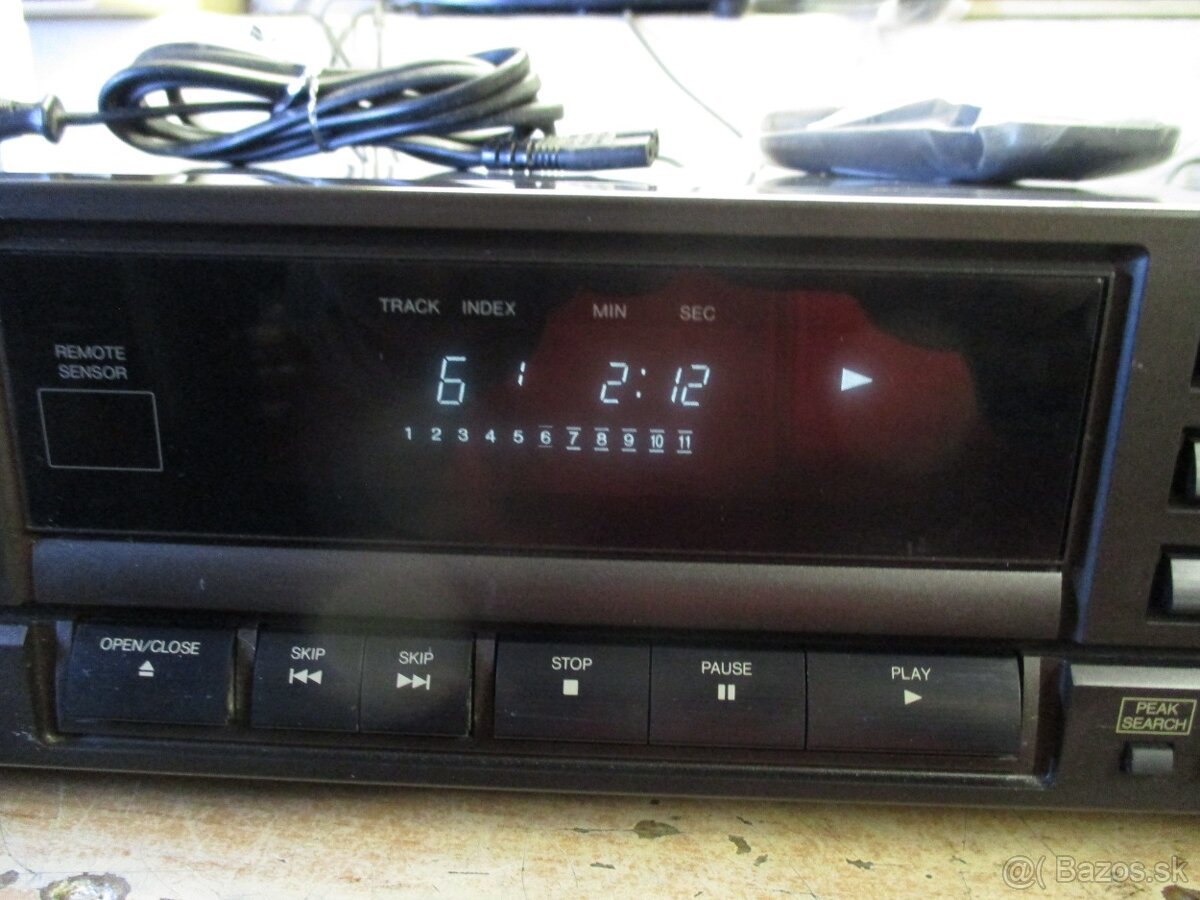 TRACK INDEX MIN SEC
REMOTE
SENSOR
6 1 2:12
1 2 3 4 5 6 7 8 9 10 11
OPEN/CLOSE
SKIP
SKIP
STOP
PAUSE
PLAY
PEAK
SEARCH
@( Bazos.sk